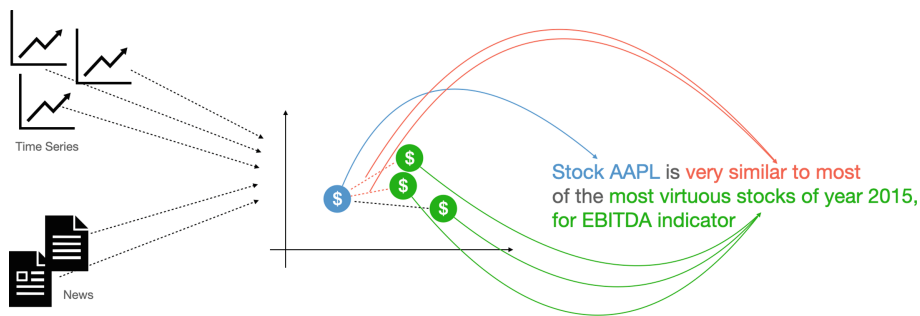 Time Series
News
$
$
$
$
Stock AAPL is very similar to most
of the most virtuous stocks of year 2015,
for EBITDA indicator